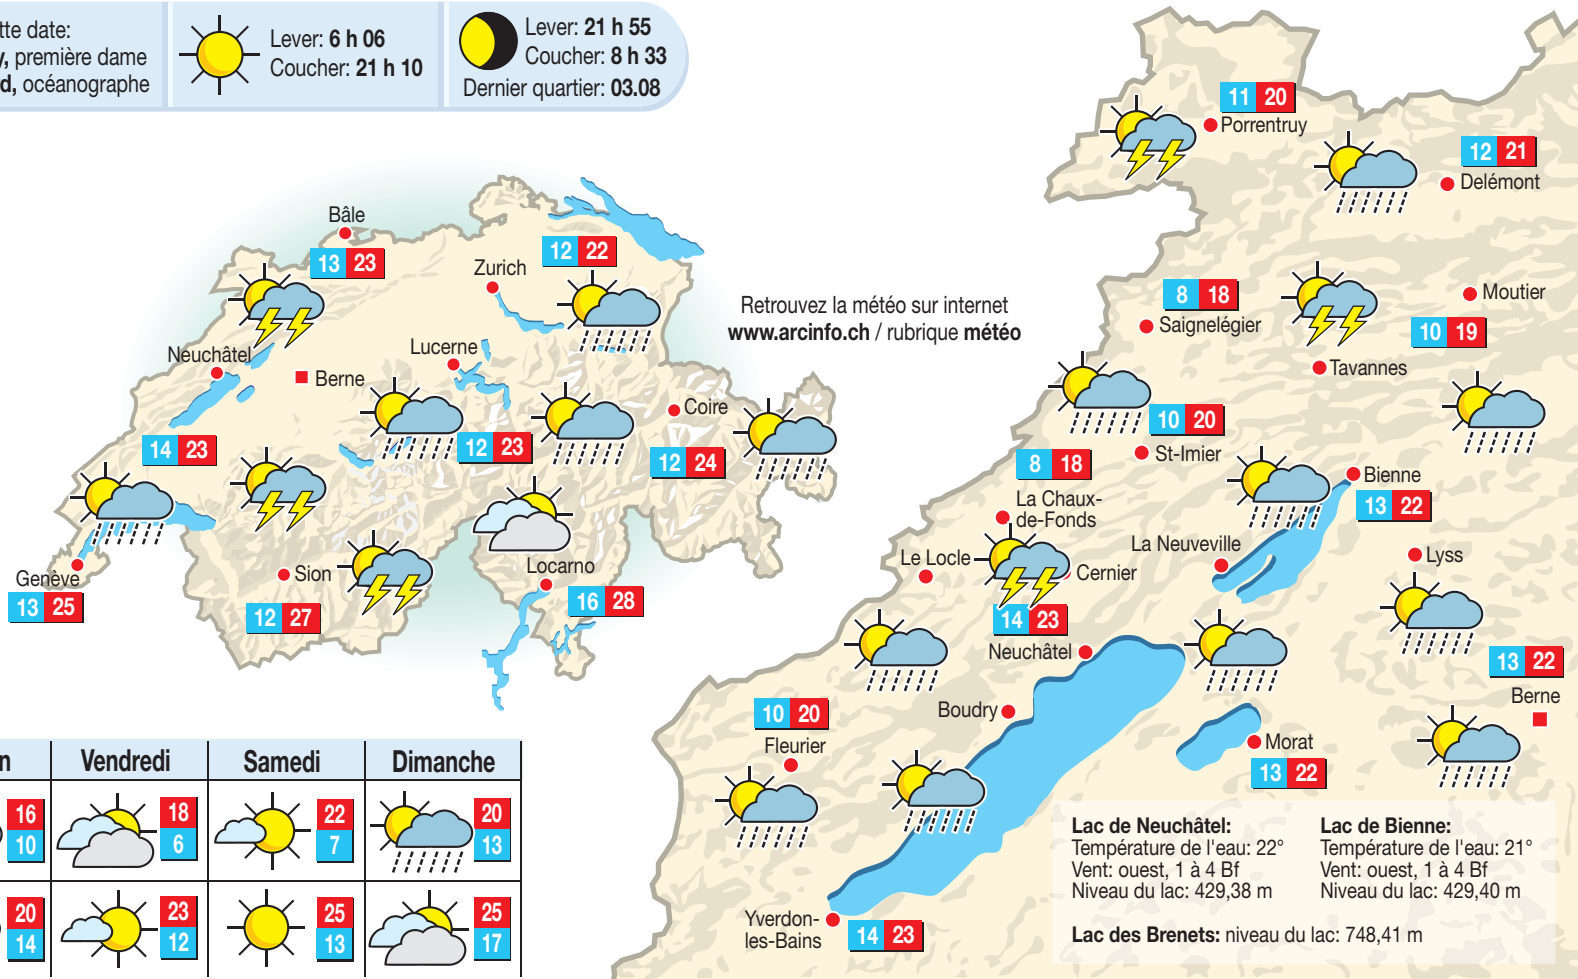 tte date:
y, première dame
d, océanographe
Lever: 6 h 06
Coucher: 21 h 10
Lever: 21 h 55
Coucher: 8 h 33
Dernier quartier: 03.08
Bâle
13 23
Zurich
12 22
Neuchâtel
Berne
Lucerne
12 23
Coire
12 24
14 23
Genève
13 25
Sion
12 27
Locarno
16 28
Retrouvez la météo sur internet
www.arcinfo.ch / rubrique météo
11 20
Porrentruy
12 21
Delémont
8 18
Saignelégier
Moutier
10 19
Tavannes
10 20
St-Imier
8 18
La Chaux-
de-Fonds
Le Locle
Cernier
14 23
Neuchâtel
La Neuveville
Bienne
13 22
Lyss
13 22
Berne
Boudry
10 20
Fleurier
Morat
13 22
Yverdon-
les-Bains
14 23
n
Vendredi
Samedi
Dimanche
16
10
18
6
22
7
20
13
20
14
23
12
25
13
25
17
Lac de Neuchâtel:
Température de l'eau: 22°
Vent: ouest, 1 à 4 Bf
Niveau du lac: 429,38 m
Lac de Bienne:
Température de l'eau: 21°
Vent: ouest, 1 à 4 Bf
Niveau du lac: 429,40 m
Lac des Brenets: niveau du lac: 748,41 m